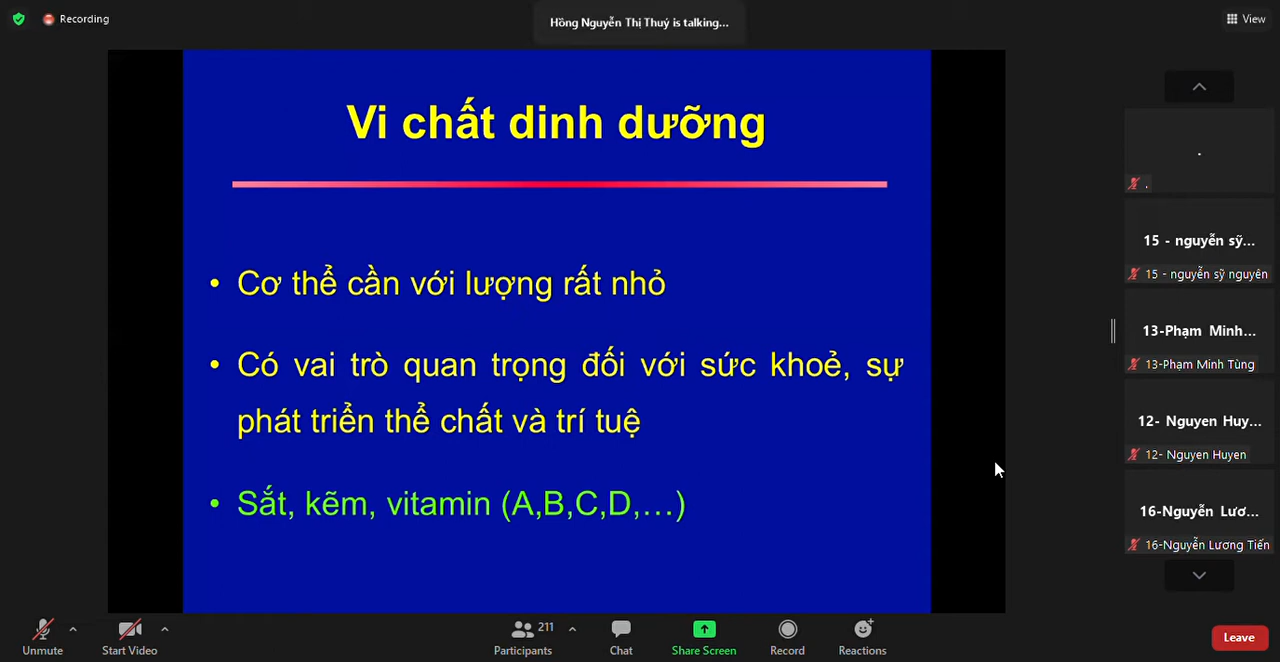 Recording
Hồng Nguyễn Thị Thuý is talking...
View
Vi chất dinh dưỡng
• Cơ thể cần với lượng rất nhỏ
• Có vai trò quan trọng đối với sức khoẻ, sự
phát triển thể chất và trí tuệ
• Sắt, kẽm, vitamin (A,B,C,D,…)
.
.
15 - nguyễn sỹ...
15 - nguyễn sỹ nguyên
13-Phạm Minh...
13-Phạm Minh Tùng
12- Nguyen Huy...
12- Nguyen Huyen
16-Nguyễn Lươ...
16-Nguyễn Lương Tiến
Unmute
Start Video
211
Participants
Chat
Share Screen
Record
Reactions
Leave